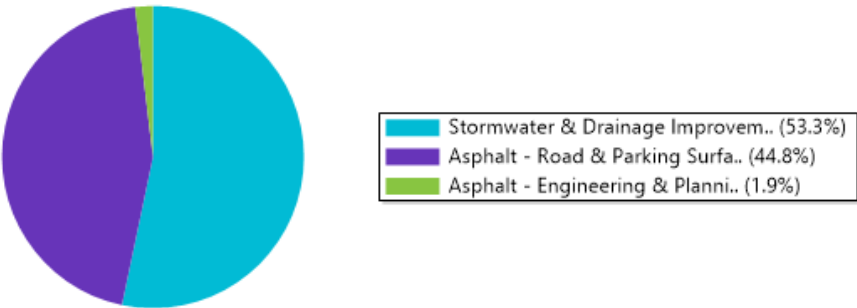 Stormwater & Drainage Improvem.. (53.3%)
Asphalt - Road & Parking Surfa.. (44.8%)
Asphalt - Engineering & Planni.. (1.9%)